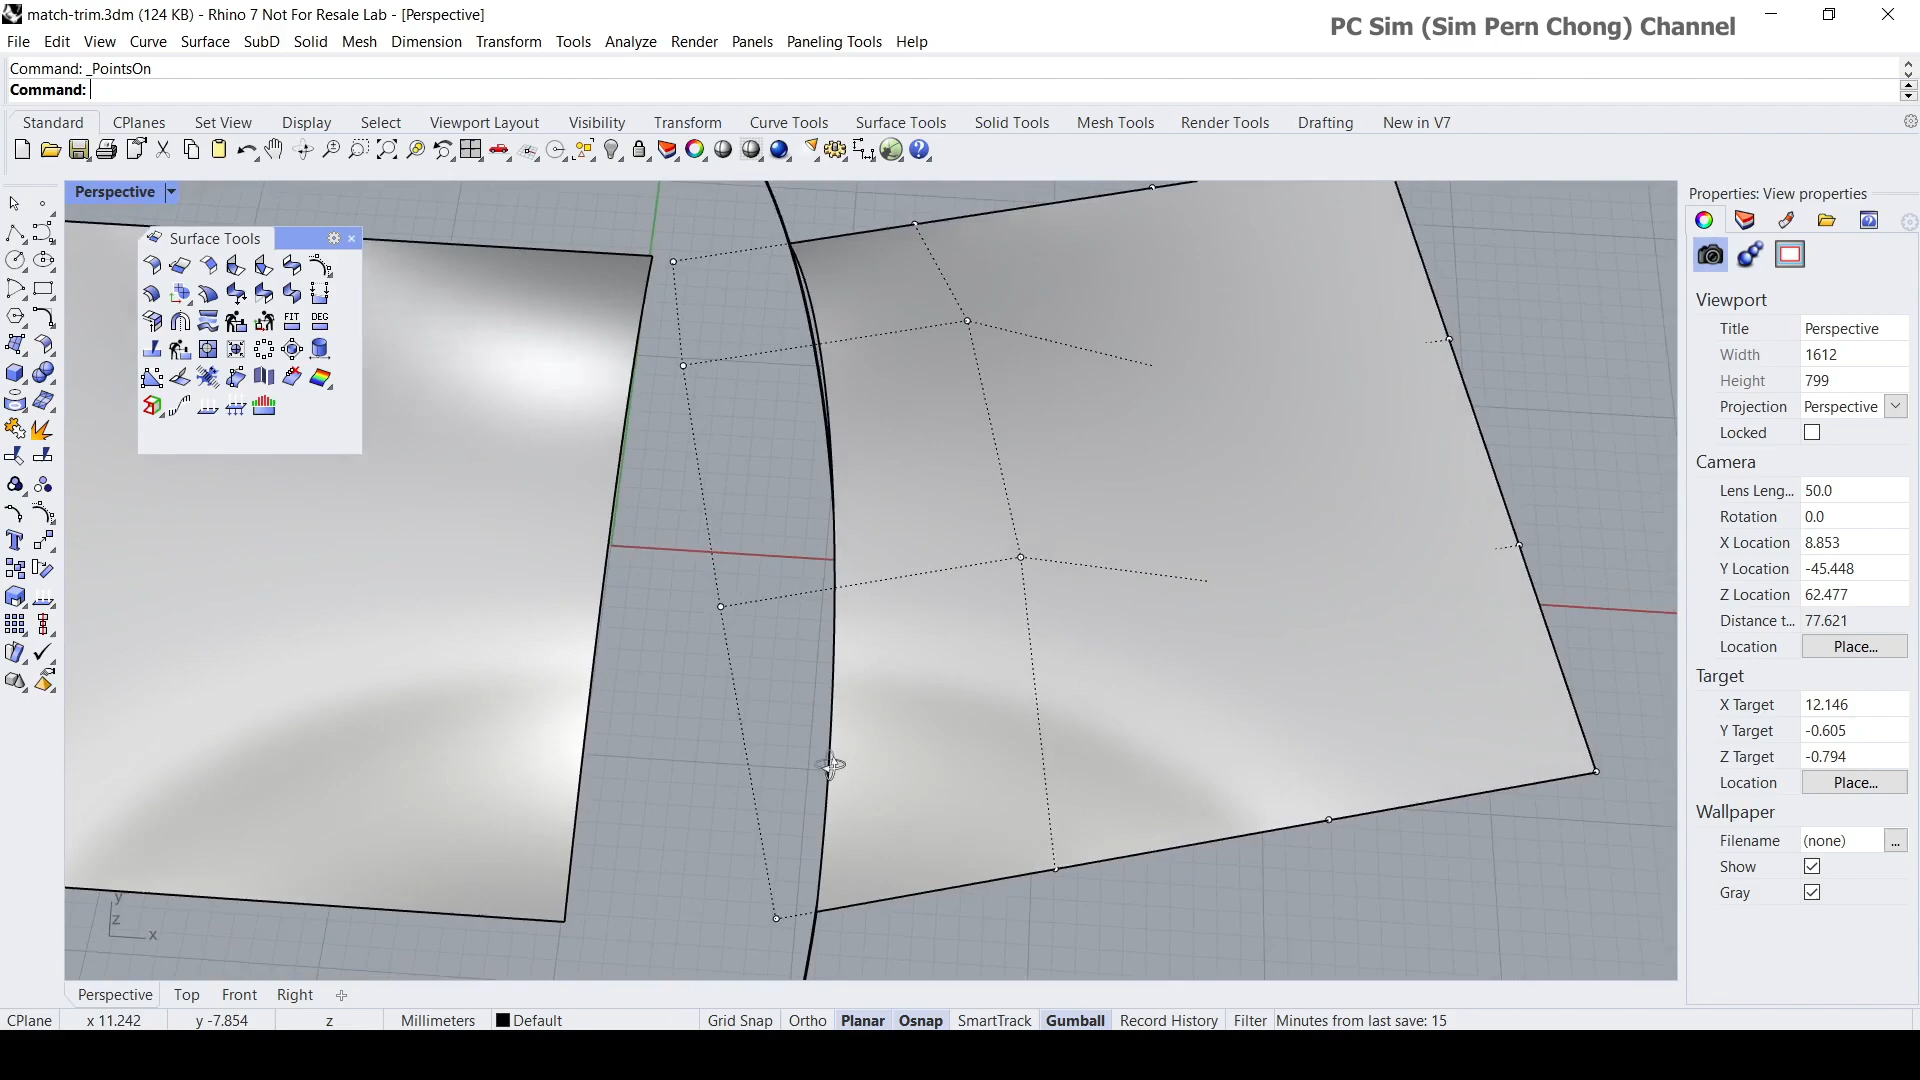 match-trim.3dm (124 KB) - Rhino 7 Not For Resale Lab - [Perspective]
PC Sim (Sim Pern Chong) Channel
File Edit View Curve Surface SubD Solid Mesh Dimension Transform Tools Analyze Render Panels Paneling Tools Help
Command: _PointsOn
Command:
Standard CPlanes Set View Display Select Viewport Layout Visibility Transform Curve Tools Surface Tools Solid Tools Mesh Tools Render Tools Drafting New in V7
Perspective
Surface Tools
FIT DEG
y
z
x
Properties: View properties
Viewport
Title Perspective
Width 1612
Height 799
Projection Perspective
Locked
Camera
Lens Leng... 50.0
Rotation 0.0
X Location 8.853
Y Location -45.448
Z Location 62.477
Distance t... 77.621
Location Place...
Target
X Target 12.146
Y Target -0.605
Z Target -0.794
Location Place...
Wallpaper
Filename (none) ...
Show
Gray
Perspective Top Front Right
CPlane x 11.242 y -7.854 z Millimeters Default Grid Snap Ortho Planar Osnap SmartTrack Gumball Record History Filter Minutes from last save: 15